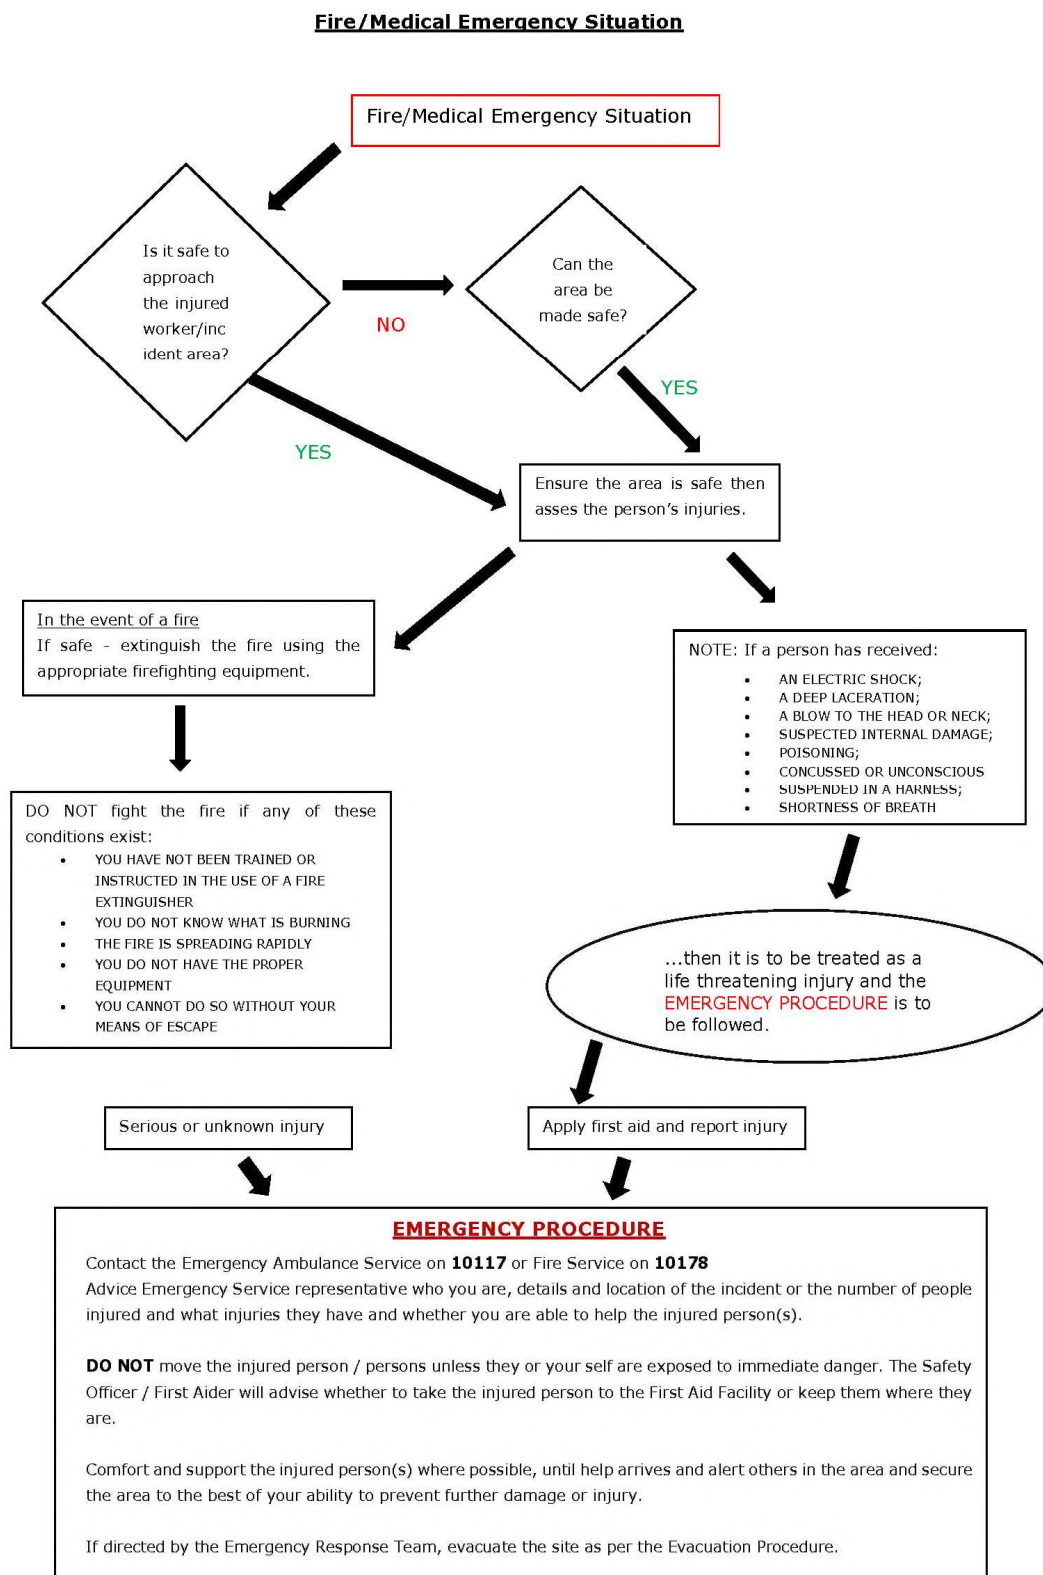 Fire/Medical Emergency Situation
Fire/Medical Emergency Situation
Is it safe to
approach
the injured
worker/inc
ident area?
NO
Can the
area be
made safe?
YES
YES
Ensure the area is safe then
asses the person's injuries.
In the event of a fire
If safe - extinguish the fire using the
appropriate firefighting equipment.
NOTE: If a person has received:
• AN ELECTRIC SHOCK;
• A DEEP LACERATION;
• A BLOW TO THE HEAD OR NECK;
• SUSPECTED INTERNAL DAMAGE;
• POISONING;
• CONCUSSED OR UNCONSCIOUS
• SUSPENDED IN A HARNESS;
• SHORTNESS OF BREATH
DO NOT fight the fire if any of these
conditions exist:
• YOU HAVE NOT BEEN TRAINED OR
INSTRUCTED IN THE USE OF A FIRE
EXTINGUISHER
• YOU DO NOT KNOW WHAT IS BURNING
• THE FIRE IS SPREADING RAPIDLY
• YOU DO NOT HAVE THE PROPER
EQUIPMENT
• YOU CANNOT DO SO WITHOUT YOUR
MEANS OF ESCAPE
...then it is to be treated as a
life threatening injury and the
EMERGENCY PROCEDURE is to
be followed.
Serious or unknown injury
Apply first aid and report injury
EMERGENCY PROCEDURE
Contact the Emergency Ambulance Service on 10117 or Fire Service on 10178
Advice Emergency Service representative who you are, details and location of the incident or the number of people
injured and what injuries they have and whether you are able to help the injured person(s).
DO NOT move the injured person / persons unless they or your self are exposed to immediate danger. The Safety
Officer / First Aider will advise whether to take the injured person to the First Aid Facility or keep them where they
are.
Comfort and support the injured person(s) where possible, until help arrives and alert others in the area and secure
the area to the best of your ability to prevent further damage or injury.
If directed by the Emergency Response Team, evacuate the site as per the Evacuation Procedure.